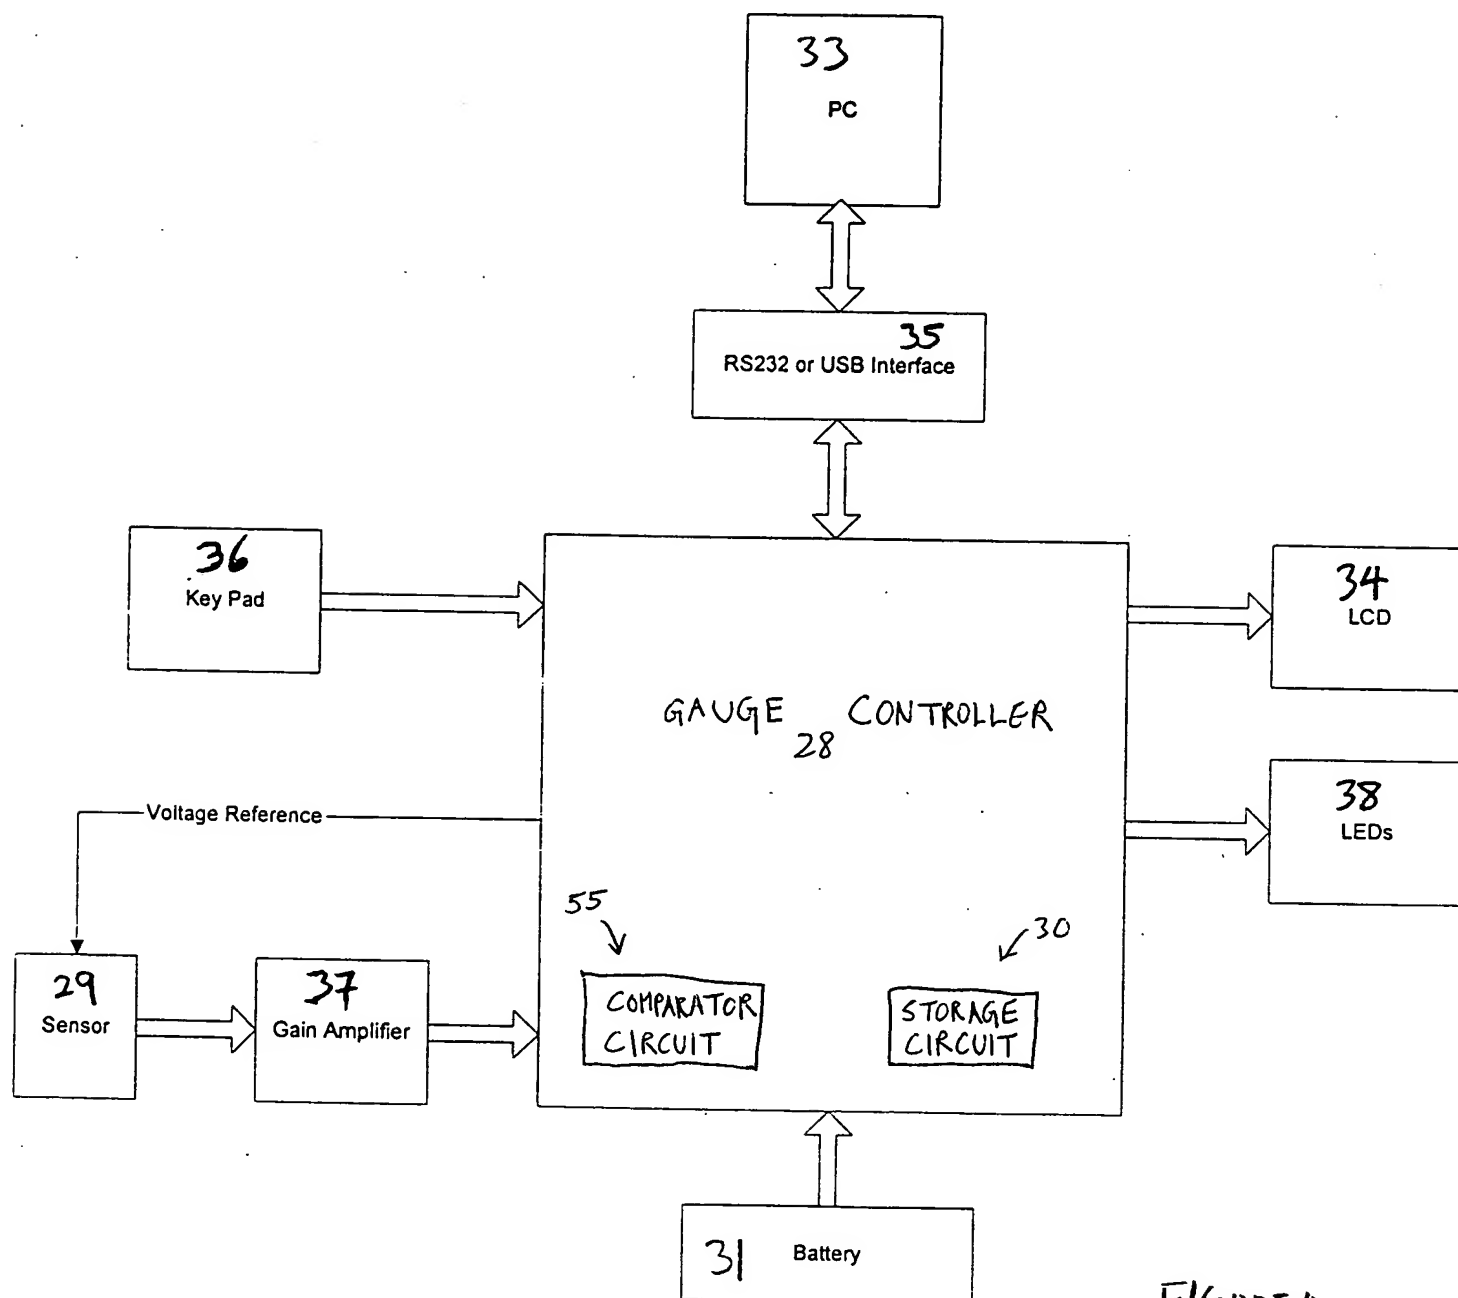 33
PC
35
RS232 or USB Interface
36
Key Pad
34
LCD
GAUGE CONTROLLER
28
38
LEDs
Voltage Reference
55
30
29
Sensor
37
Gain Amplifier
COMPARATOR
CIRCUIT
STORAGE
CIRCUIT
31
Battery